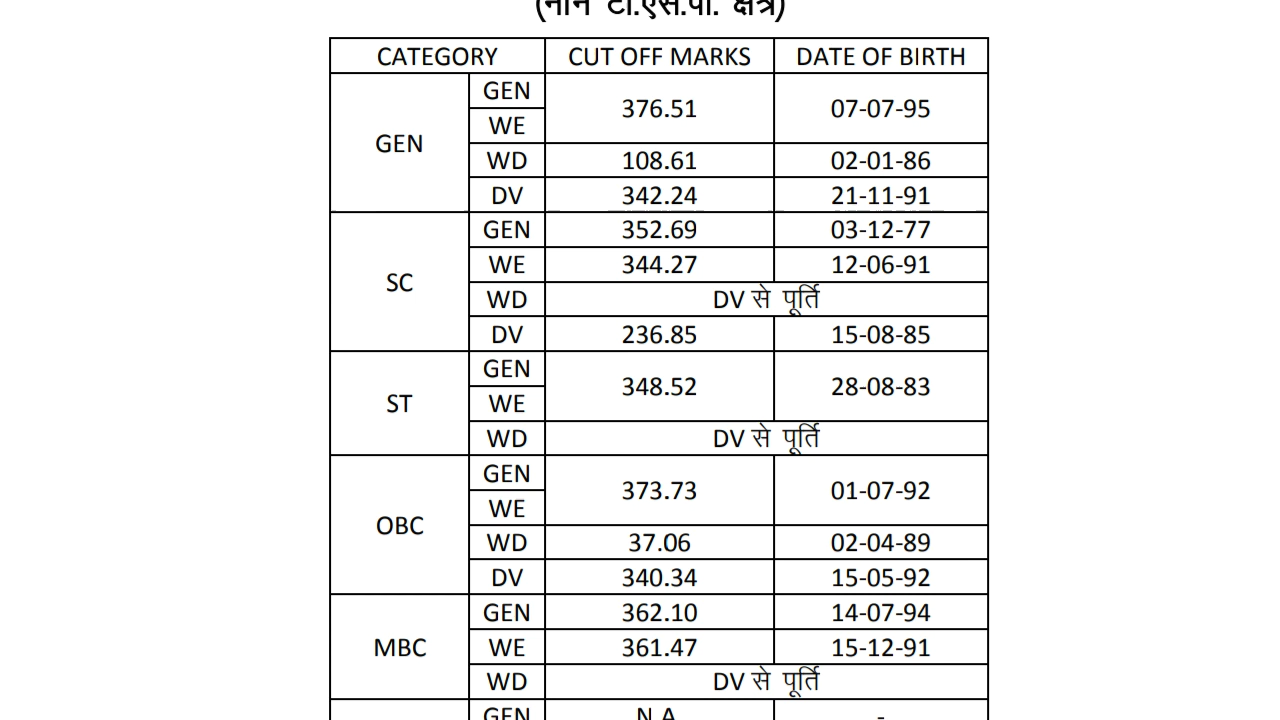 (नॉन टी.एस.पी. क्षेत्र)
CATEGORY CUT OFF MARKS DATE OF BIRTH
GEN GEN 376.51 07-07-95
WE
WD 108.61 02-01-86
DV 342.24 21-11-91
SC GEN 352.69 03-12-77
WE 344.27 12-06-91
WD DV से पूर्ति
DV 236.85 15-08-85
ST GEN 348.52 28-08-83
WE
WD DV से पूर्ति
OBC GEN 373.73 01-07-92
WE
WD 37.06 02-04-89
DV 340.34 15-05-92
MBC GEN 362.10 14-07-94
WE 361.47 15-12-91
WD DV से पूर्ति
GEN N.A. -